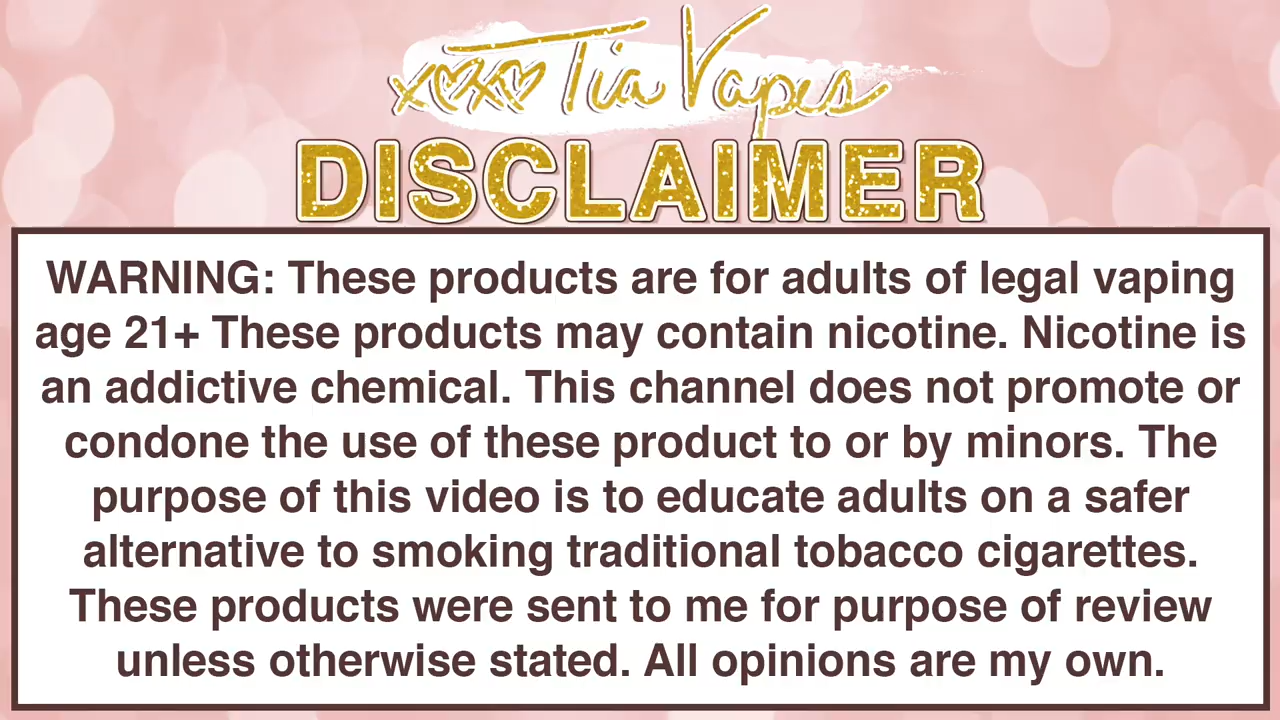 xoxo Tia Vapes
DISCLAIMER
WARNING: These products are for adults of legal vaping
age 21+ These products may contain nicotine. Nicotine is
an addictive chemical. This channel does not promote or
condone the use of these product to or by minors. The
purpose of this video is to educate adults on a safer
alternative to smoking traditional tobacco cigarettes.
These products were sent to me for purpose of review
unless otherwise stated. All opinions are my own.